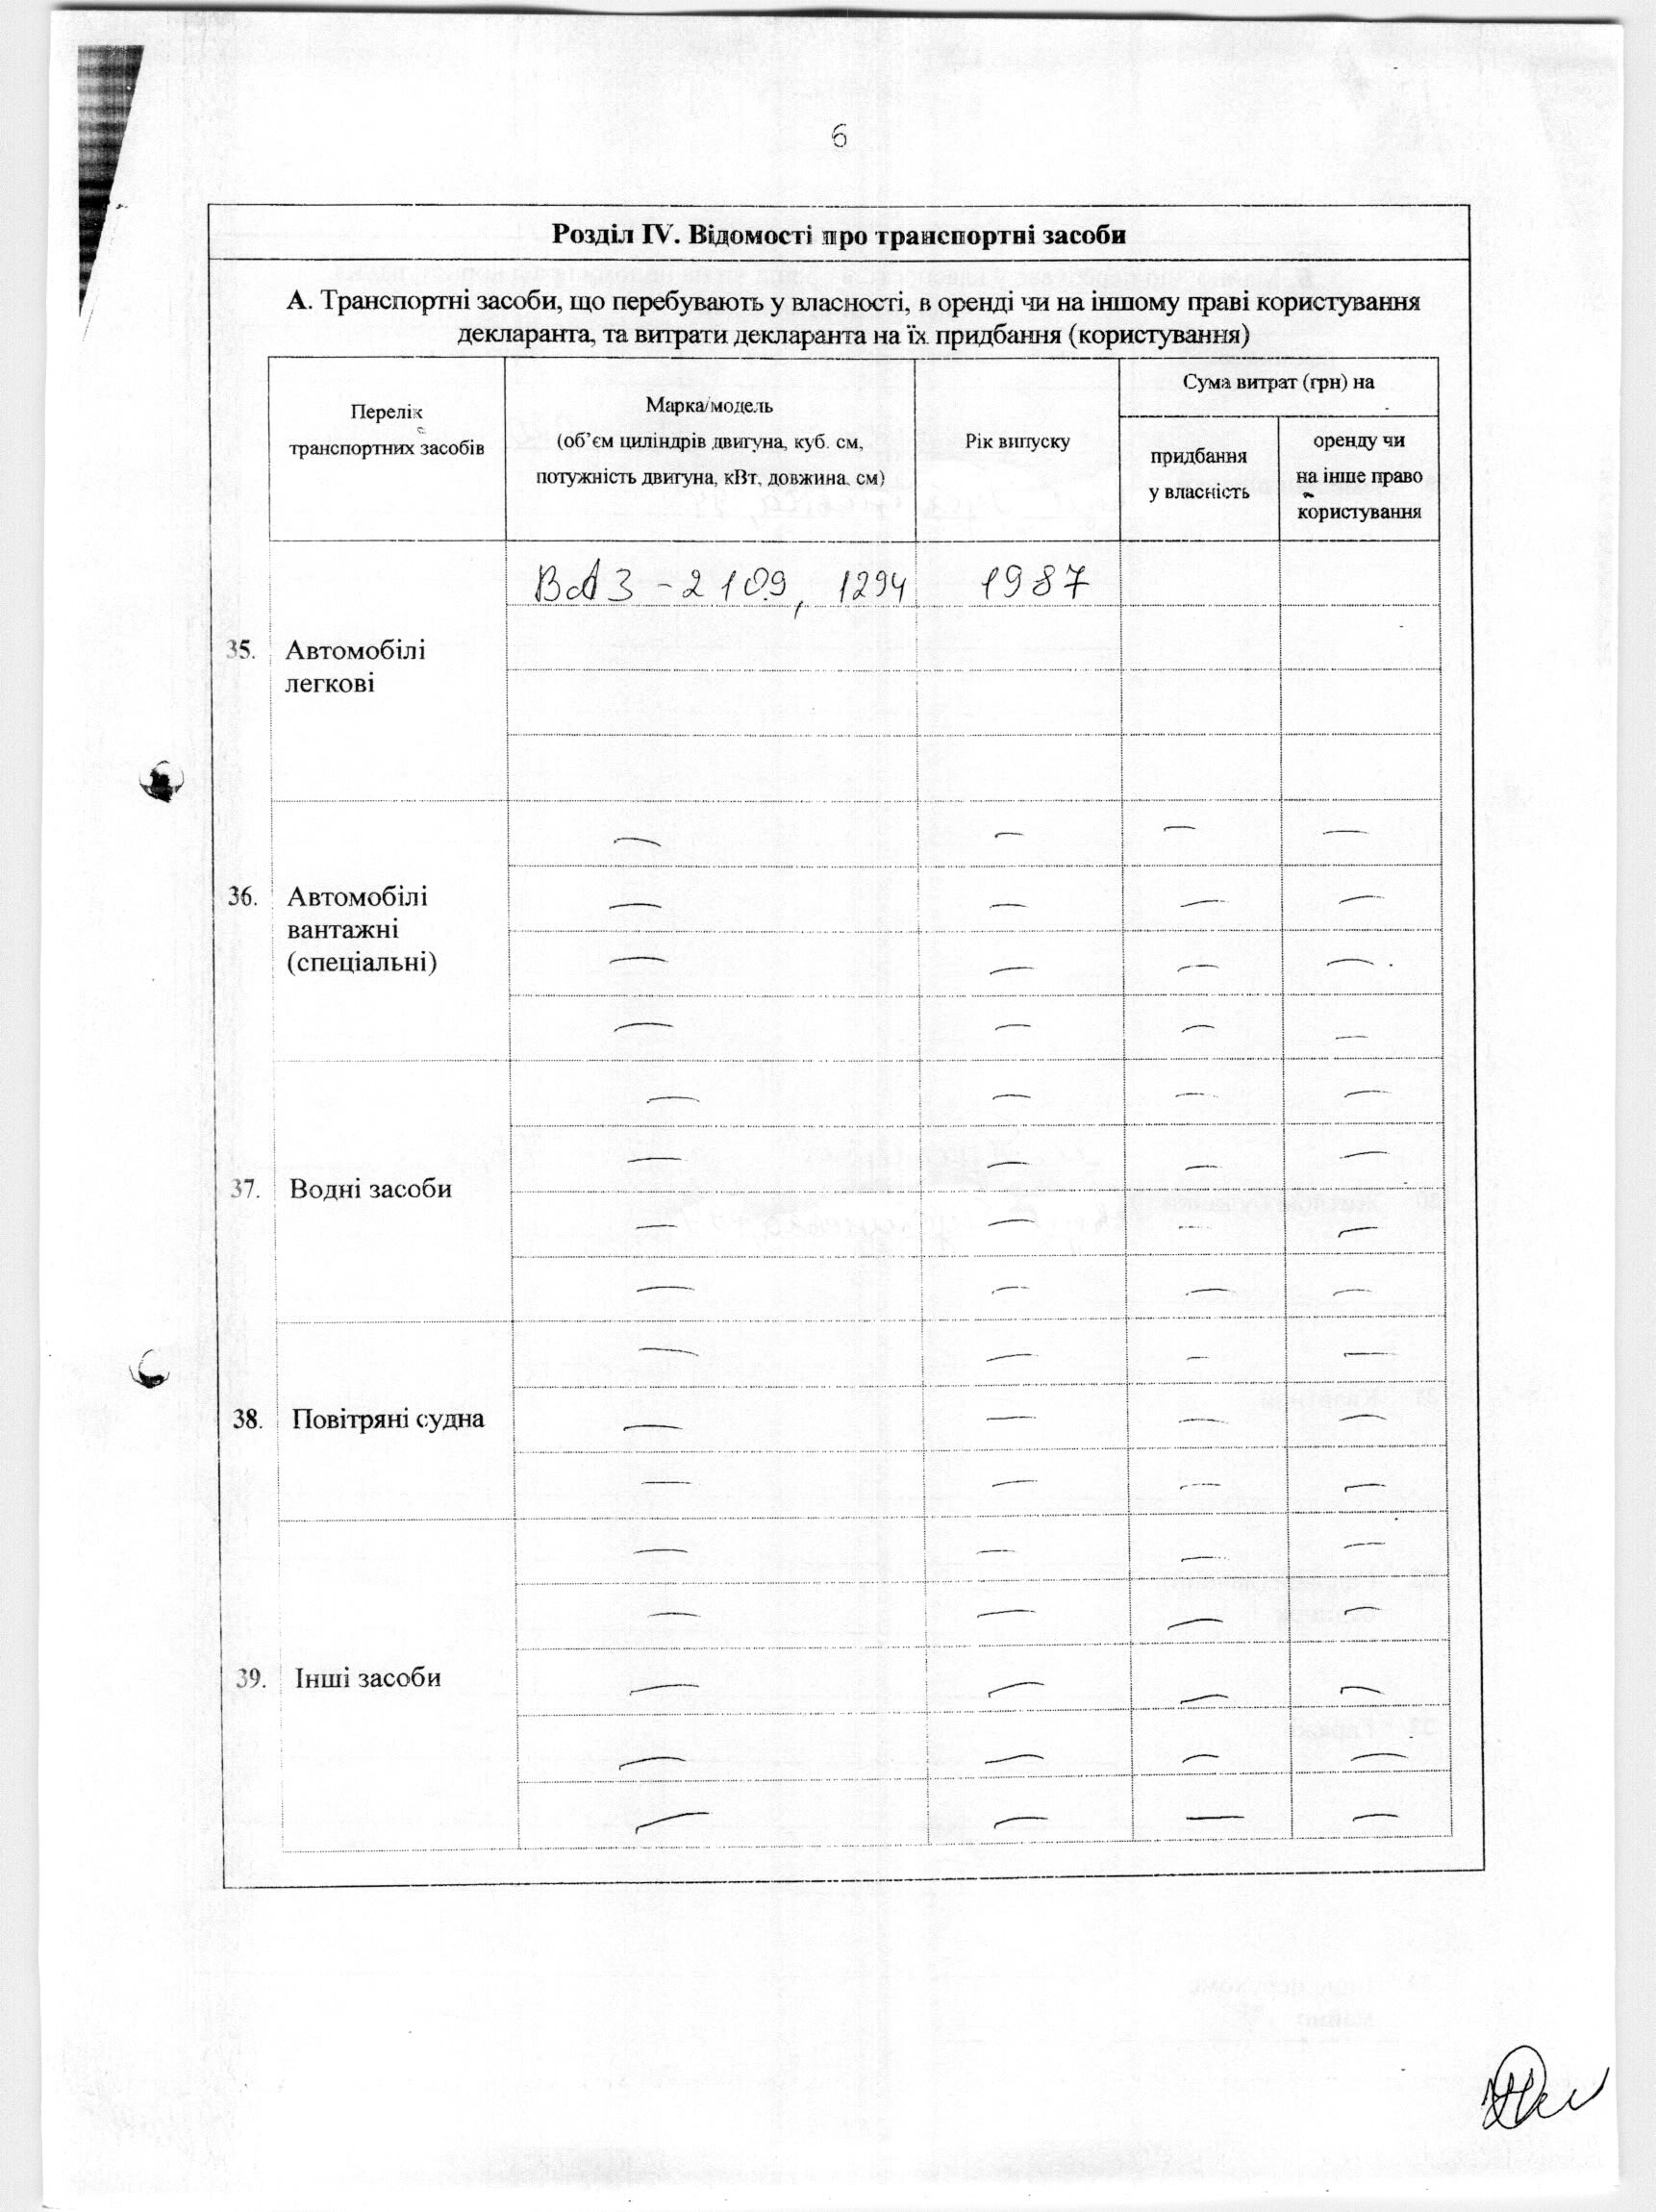 6
Розділ IV. Відомості про транспортні засоби
А. Транспортні засоби, що перебувають у власності, в оренді чи на іншому праві користування
декларанта, та витрати декларанта на їх придбання (користування)
Перелік
транспортних засобів
Марка/модель
(об’єм циліндрів двигуна, куб. см,
потужність двигуна, кВт, довжина, см)
Рік випуску
Сума витрат (грн) на
придбання
у власність
оренду чи
на інше право
користування
ВАЗ - 2109, 1294 1987
35. Автомобілі
легкові
— — — —
36. Автомобілі — — — —
вантажні
(спеціальні) — — — —
— — — —
— — — —
— — — —
37. Водні засоби
— — — —
— — — —
— — — —
38. Повітряні судна — — — —
— — — —
— — — —
— — — —
39. Інші засоби — — — —
— — — —
— — — —